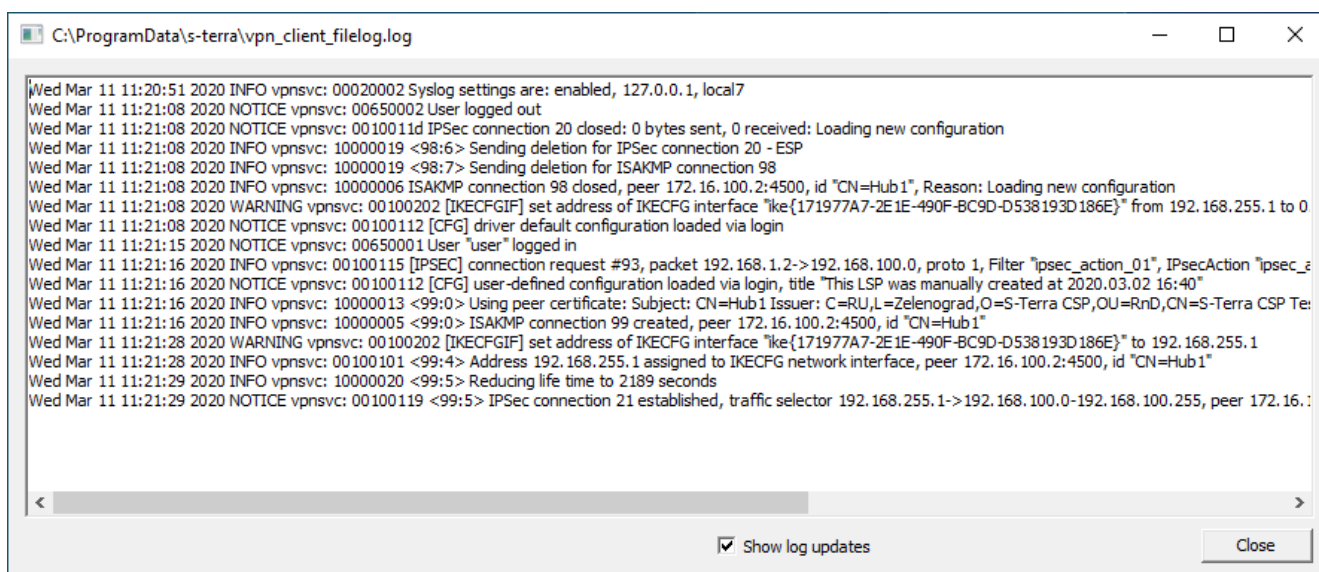 C:\ProgramData\s-terra\vpn_client_filelog.log
Wed Mar 11 11:20:51 2020 INFO vpnsvc: 00020002 Syslog settings are: enabled, 127.0.0.1, local7
Wed Mar 11 11:21:08 2020 NOTICE vpnsvc: 00650002 User logged out
Wed Mar 11 11:21:08 2020 NOTICE vpnsvc: 0010011d IPSec connection 20 closed: 0 bytes sent, 0 received: Loading new configuration
Wed Mar 11 11:21:08 2020 INFO vpnsvc: 10000019 <98:6> Sending deletion for IPSec connection 20 - ESP
Wed Mar 11 11:21:08 2020 INFO vpnsvc: 10000019 <98:7> Sending deletion for ISAKMP connection 98
Wed Mar 11 11:21:08 2020 INFO vpnsvc: 10000006 ISAKMP connection 98 closed, peer 172.16.100.2:4500, id "CN=Hub1", Reason: Loading new configuration
Wed Mar 11 11:21:08 2020 WARNING vpnsvc: 00100202 [IKECFGIF] set address of IKECFG interface "ike{171977A7-2E1E-490F-BC9D-D538193D186E}" from 192.168.255.1 to 0.
Wed Mar 11 11:21:08 2020 NOTICE vpnsvc: 00100112 [CFG] driver default configuration loaded via login
Wed Mar 11 11:21:15 2020 NOTICE vpnsvc: 00650001 User "user" logged in
Wed Mar 11 11:21:16 2020 INFO vpnsvc: 00100115 [IPSEC] connection request #93, packet 192.168.1.2->192.168.100.0, proto 1, Filter "ipsec_action_01", IPsecAction "ipsec_a
Wed Mar 11 11:21:16 2020 NOTICE vpnsvc: 00100112 [CFG] user-defined configuration loaded via login, title "This LSP was manually created at 2020.03.02 16:40"
Wed Mar 11 11:21:16 2020 INFO vpnsvc: 10000013 <99:0> Using peer certificate: Subject: CN=Hub1 Issuer: C=RU,L=Zelenograd,O=S-Terra CSP,OU=RnD,CN=S-Terra CSP Te
Wed Mar 11 11:21:16 2020 INFO vpnsvc: 10000005 <99:0> ISAKMP connection 99 created, peer 172.16.100.2:4500, id "CN=Hub1"
Wed Mar 11 11:21:28 2020 WARNING vpnsvc: 00100202 [IKECFGIF] set address of IKECFG interface "ike{171977A7-2E1E-490F-BC9D-D538193D186E}" to 192.168.255.1
Wed Mar 11 11:21:28 2020 INFO vpnsvc: 00100101 <99:4> Address 192.168.255.1 assigned to IKECFG network interface, peer 172.16.100.2:4500, id "CN=Hub1"
Wed Mar 11 11:21:29 2020 INFO vpnsvc: 10000020 <99:5> Reducing life time to 2189 seconds
Wed Mar 11 11:21:29 2020 NOTICE vpnsvc: 00100119 <99:5> IPSec connection 21 established, traffic selector 192.168.255.1->192.168.100.0-192.168.100.255, peer 172.16.1
Show log updates
Close